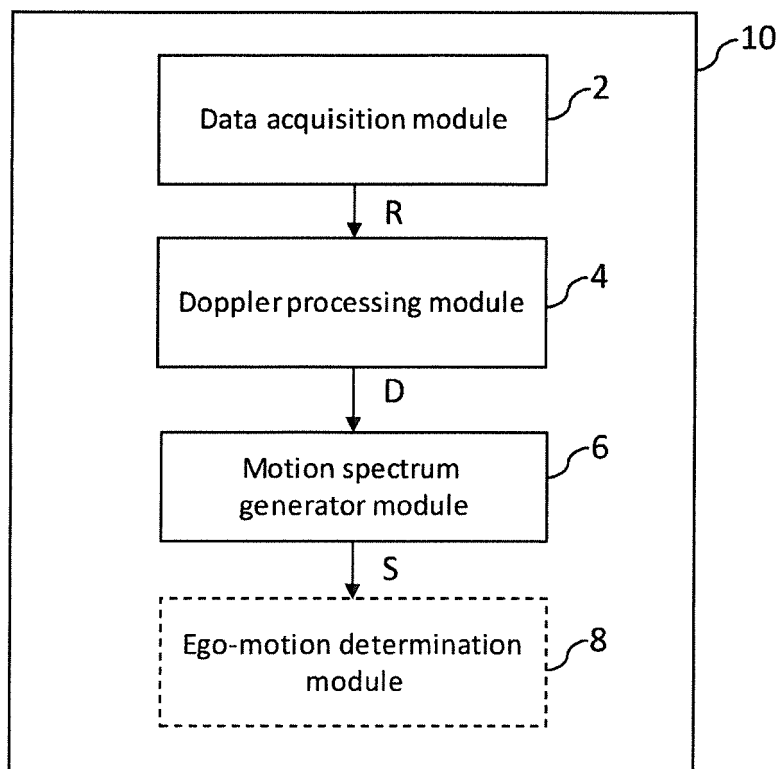 10
Data acquisition module
2
R
Doppler processing module
4
D
Motion spectrum
generator module
6
S
Ego-motion determination
module
8